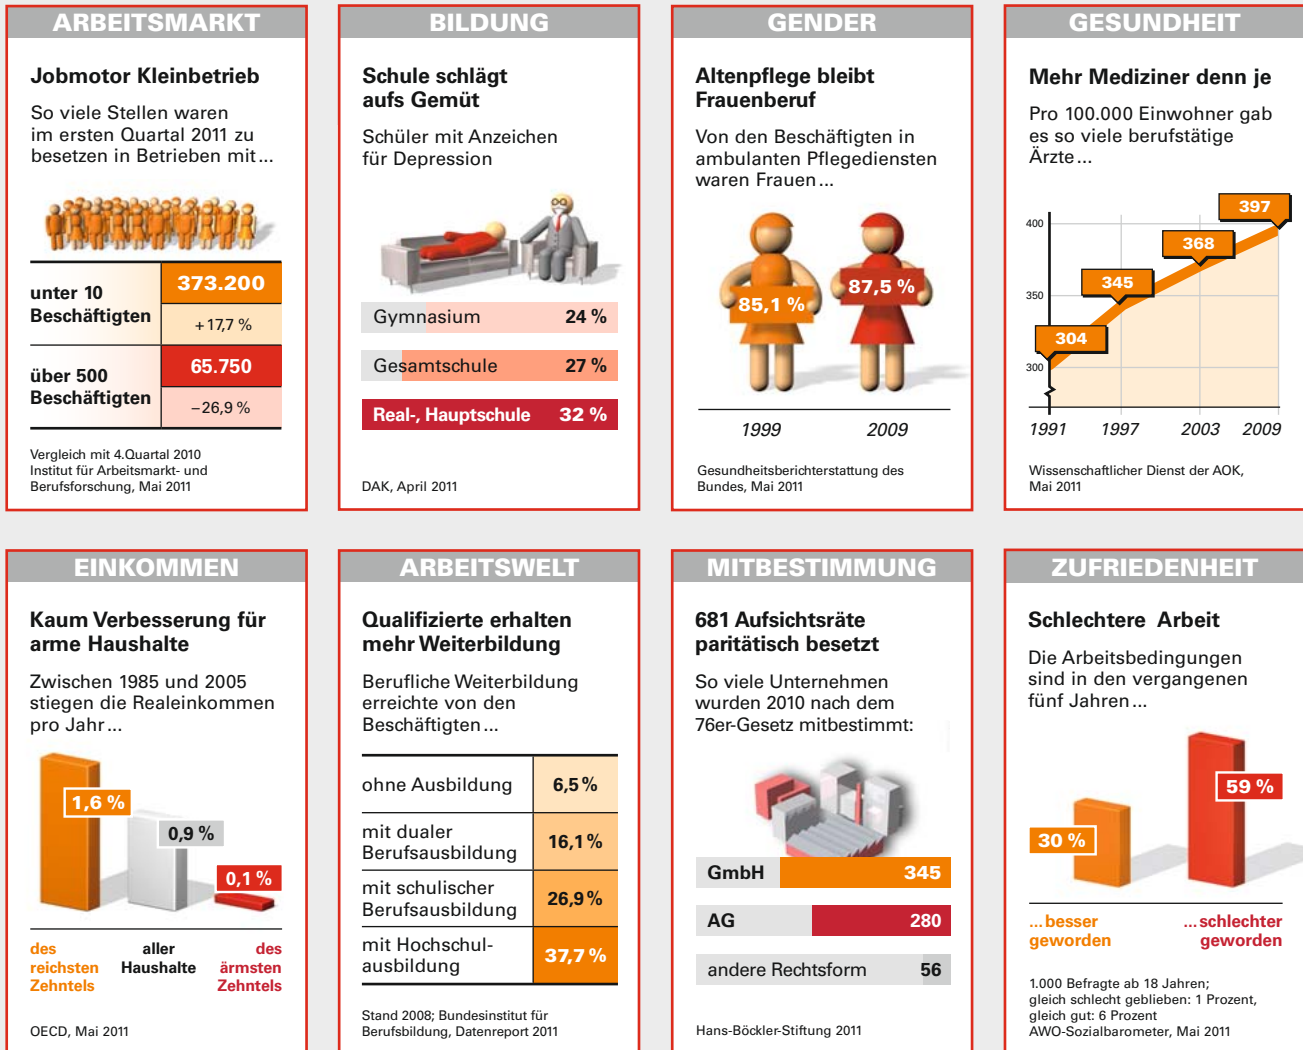 ARBEITSMARKT
Jobmotor Kleinbetrieb
So viele Stellen waren
im ersten Quartal 2011 zu
besetzen in Betrieben mit...
unter 10
Beschäftigten
373.200
+17,7 %
über 500
Beschäftigten
65.750
–26,9 %
Vergleich mit 4.Quartal 2010
Institut für Arbeitsmarkt- und
Berufsforschung, Mai 2011
BILDUNG
Schule schlägt
aufs Gemüt
Schüler mit Anzeichen
für Depression
Gymnasium 24 %
Gesamtschule 27 %
Real-, Hauptschule 32 %
DAK, April 2011
GENDER
Altenpflege bleibt
Frauenberuf
Von den Beschäftigten in
ambulanten Pflegediensten
waren Frauen...
85,1 %
87,5 %
1999 2009
Gesundheitsberichterstattung des
Bundes, Mai 2011
GESUNDHEIT
Mehr Mediziner denn je
Pro 100.000 Einwohner gab
es so viele berufstätige
Ärzte...
400
350
300
304
345
368
397
1991 1997 2003 2009
Wissenschaftlicher Dienst der AOK,
Mai 2011
EINKOMMEN
Kaum Verbesserung für
arme Haushalte
Zwischen 1985 und 2005
stiegen die Realeinkommen
pro Jahr...
1,6 %
0,9 %
0,1 %
des
reichsten
Zehntels
aller
Haushalte
des
ärmsten
Zehntels
OECD, Mai 2011
ARBEITSWELT
Qualifizierte erhalten
mehr Weiterbildung
Berufliche Weiterbildung
erreichte von den
Beschäftigten...
ohne Ausbildung 6,5 %
mit dualer
Berufsausbildung
16,1 %
mit schulischer
Berufsausbildung
26,9 %
mit Hochschul-
ausbildung
37,7 %
Stand 2008; Bundesinstitut für
Berufsbildung, Datenreport 2011
MITBESTIMMUNG
681 Aufsichtsräte
paritätisch besetzt
So viele Unternehmen
wurden 2010 nach dem
76er-Gesetz mitbestimmt:
GmbH 345
AG 280
andere Rechtsform 56
Hans-Böckler-Stiftung 2011
ZUFRIEDENHEIT
Schlechtere Arbeit
Die Arbeitsbedingungen
sind in den vergangenen
fünf Jahren...
30 %
59 %
...besser
geworden
...schlechter
geworden
1.000 Befragte ab 18 Jahren;
gleich schlecht geblieben: 1 Prozent,
gleich gut: 6 Prozent
AWO-Sozialbarometer, Mai 2011